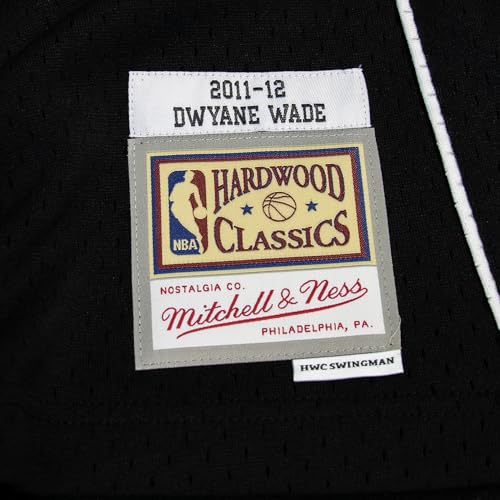 2011-12
DWYANE WADE
HARDWOOD
CLASSICS
NBA
NOSTALGIA CO.
Mitchell & Ness
PHILADELPHIA, PA.
HWC SWINGMAN